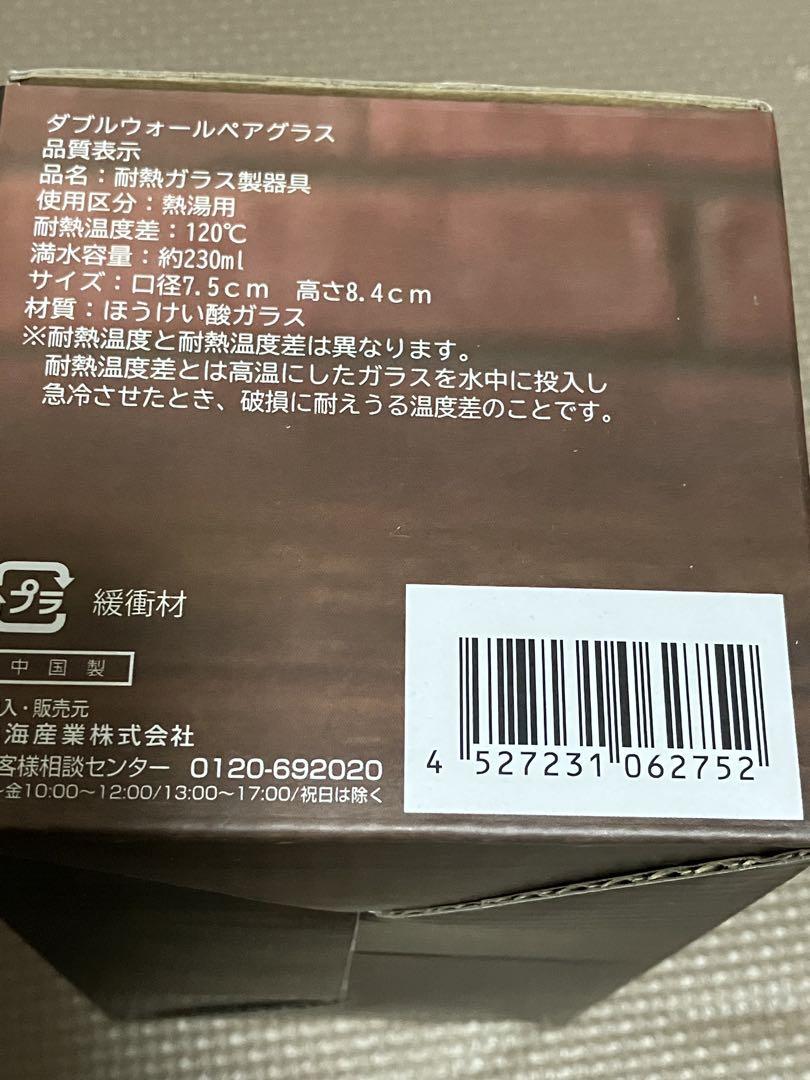 ダブルウォールペアグラス
品質表示
品名：耐熱ガラス製器具
使用区分：熱湯用
耐熱温度差：120℃
満水容量：約230ml
サイズ：口径7.5cm 高さ8.4cm
材質：ほうけい酸ガラス
※耐熱温度と耐熱温度差は異なります。
耐熱温度差とは高温にしたガラスを水中に投入し
急冷させたとき、破損に耐えうる温度差のことです。
プラ 緩衝材
中国製
入・販売元
海産業株式会社
客様相談センター 0120-692020
~金10:00~12:00/13:00~17:00/祝日は除く
4 527231 062752